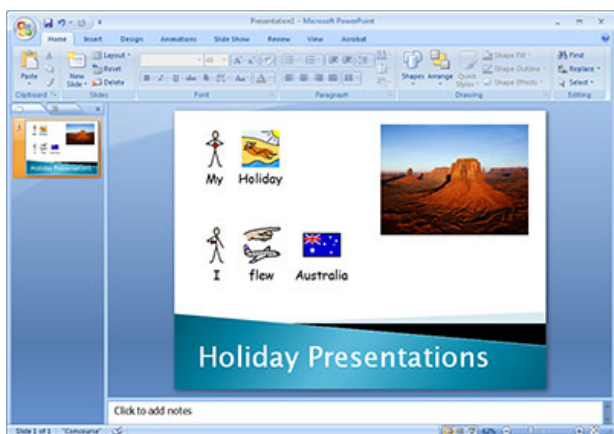 Presentation1 - Microsoft PowerPoint
Home Insert Design Animations Slide Show Review View Acrobat
Paste
New
Slide
Layout
Reset
Delete
Shapes Arrange Quick
Styles
Shape Fill
Shape Outline
Shape Effects
Find
Replace
Select
Clipboard Slides Font Paragraph Drawing Editing
My Holiday
I flew Australia
Holiday Presentations
Click to add notes
Slide 1 of 1 "Concourse" 62%